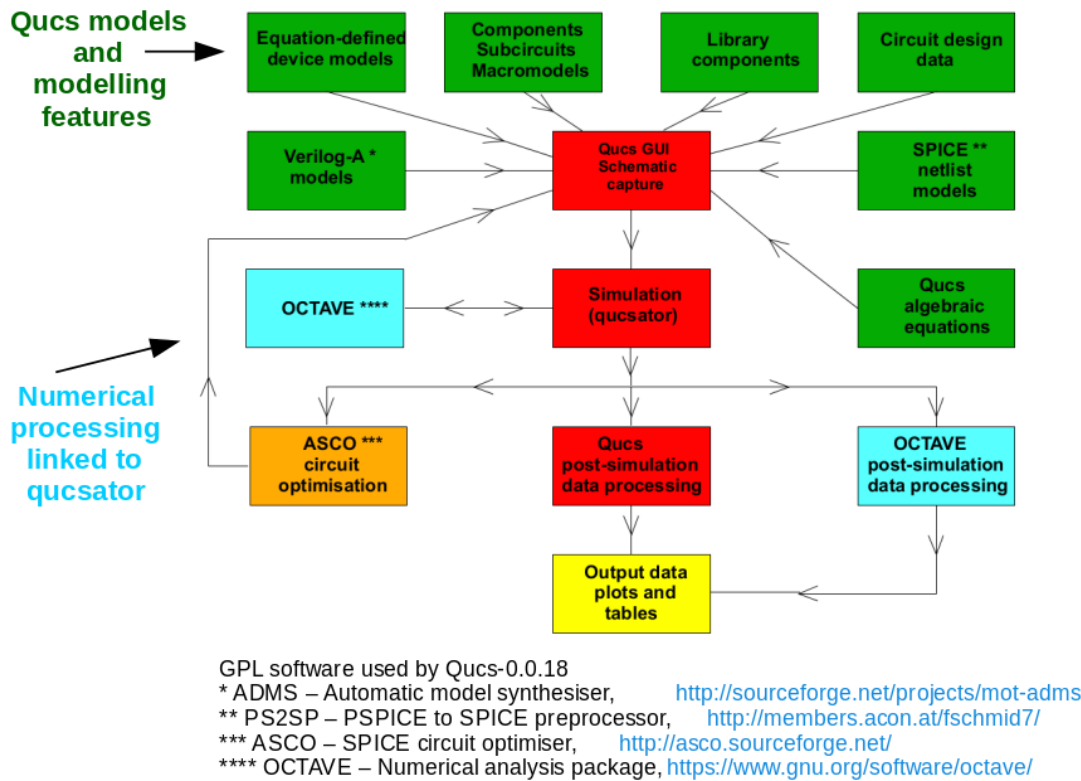 Qucs models
and
modelling
features
Equation-defined
device models
Components
Subcircuits
Macromodels
Library
components
Circuit design
data
Verilog-A *
models
Qucs GUI
Schematic
capture
SPICE **
netlist
models
OCTAVE ****
Simulation
(qucsator)
Qucs
algebraic
equations
Numerical
processing
linked to
qucsator
ASCO ***
circuit
optimisation
Qucs
post-simulation
data processing
OCTAVE
post-simulation
data processing
Output data
plots and
tables
GPL software used by Qucs-0.0.18
* ADMS – Automatic model synthesiser, http://sourceforge.net/projects/mot-adms
** PS2SP – PSPICE to SPICE preprocessor, http://members.acon.at/fschmid7/
*** ASCO – SPICE circuit optimiser, http://asco.sourceforge.net/
**** OCTAVE – Numerical analysis package, https://www.gnu.org/software/octave/